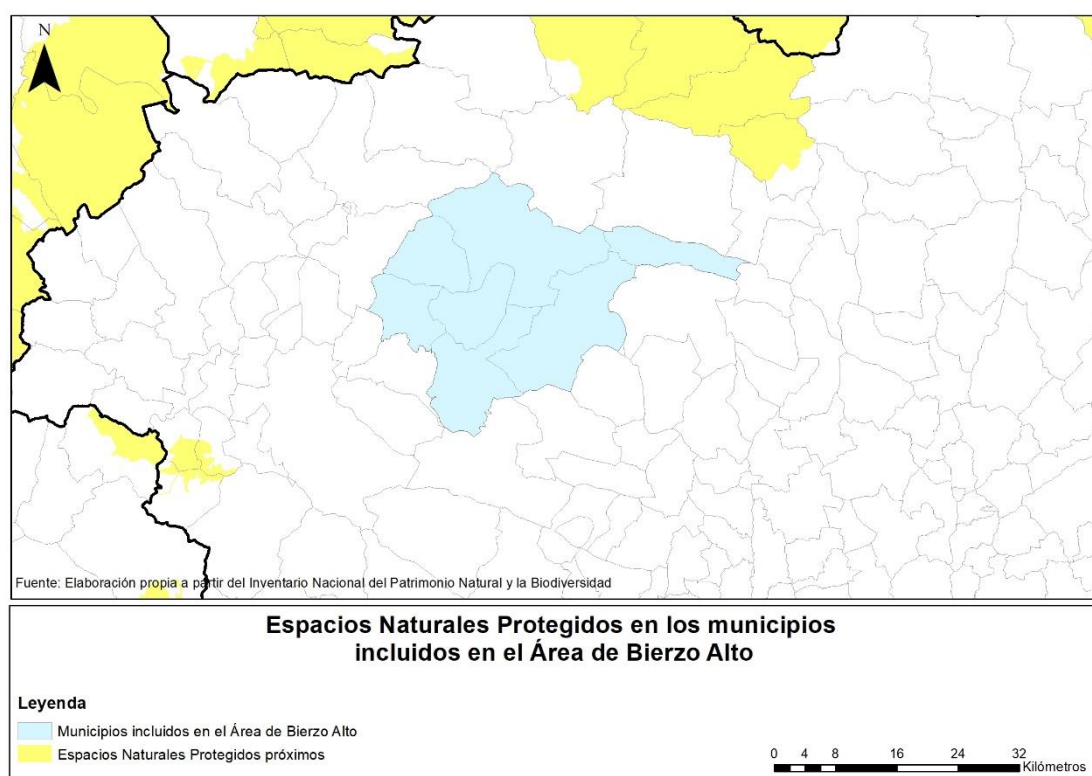 N
Fuente: Elaboración propia a partir del Inventario Nacional del Patrimonio Natural y la Biodiversidad
Espacios Naturales Protegidos en los municipios
incluidos en el Área de Bierzo Alto
Leyenda
Municipios incluidos en el Área de Bierzo Alto
Espacios Naturales Protegidos próximos
0 4 8 16 24 32
Kilómetros